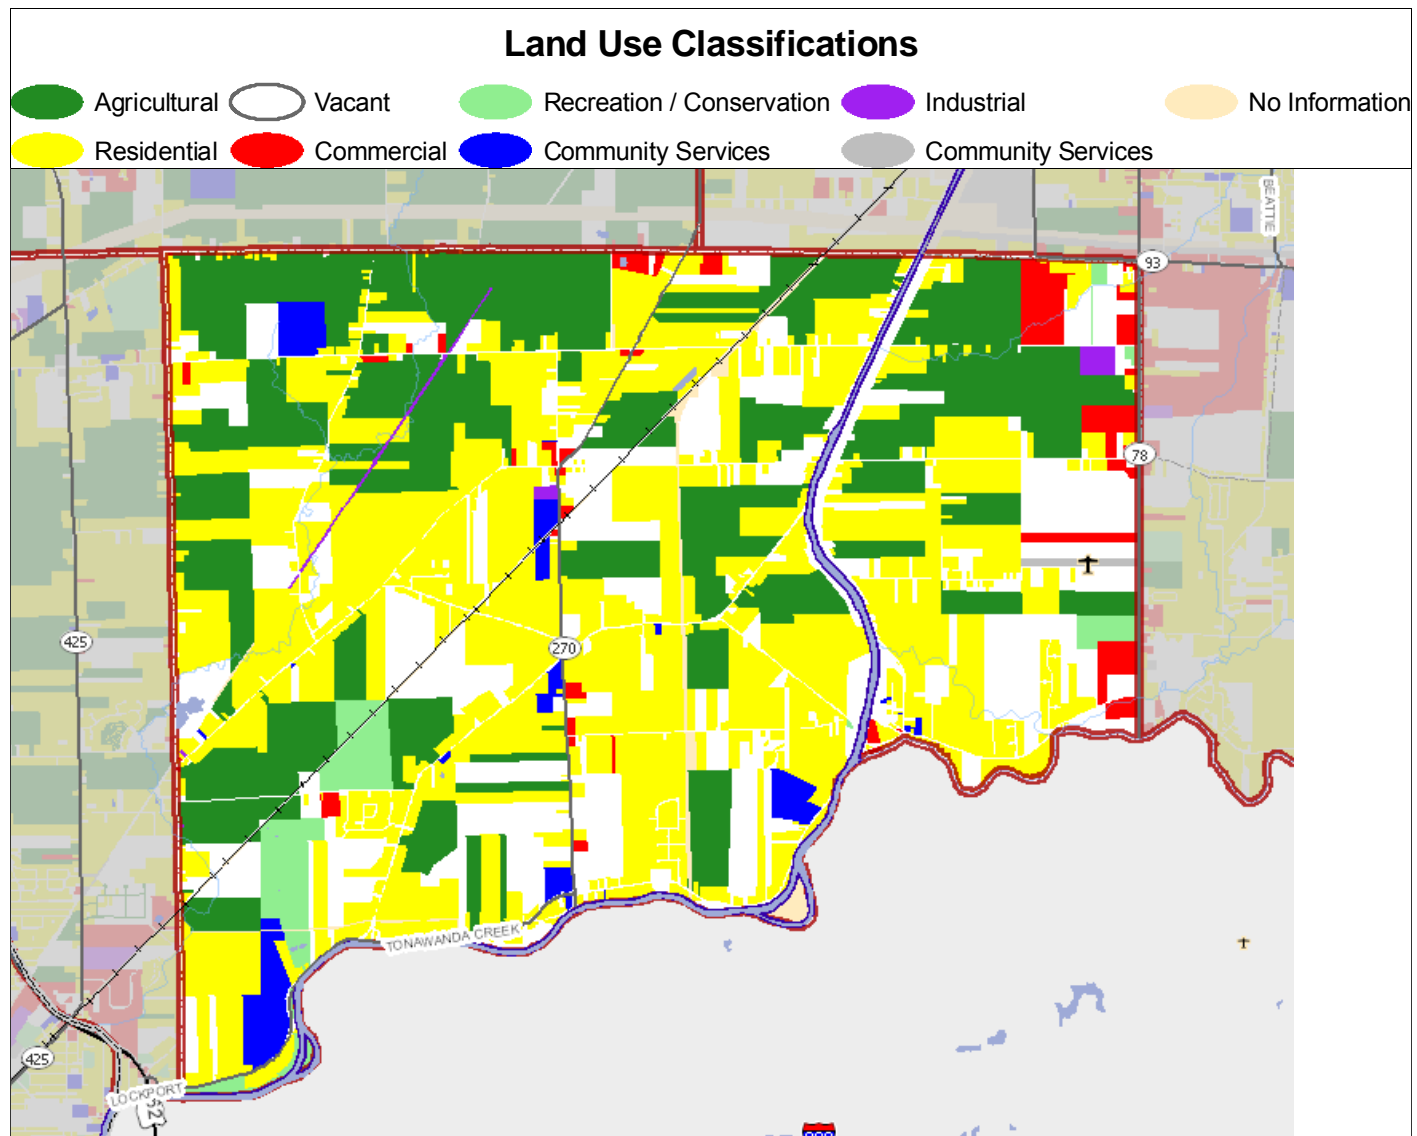 Land Use Classifications
Agricultural Vacant Recreation / Conservation Industrial No Information
Residential Commercial Community Services Community Services
BEATTIE
93
78
425
270
TONAWANDA CREEK
425
LOCKPORT